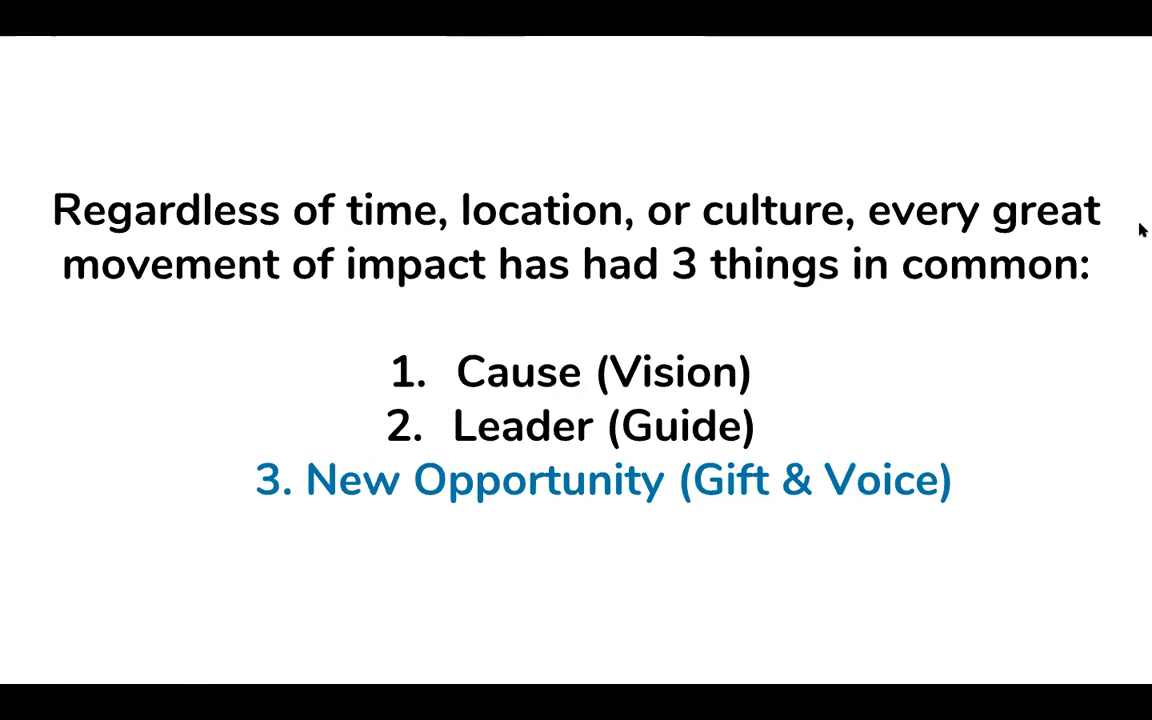 Regardless of time, location, or culture, every great
movement of impact has had 3 things in common:
1. Cause (Vision)
2. Leader (Guide)
3. New Opportunity (Gift & Voice)